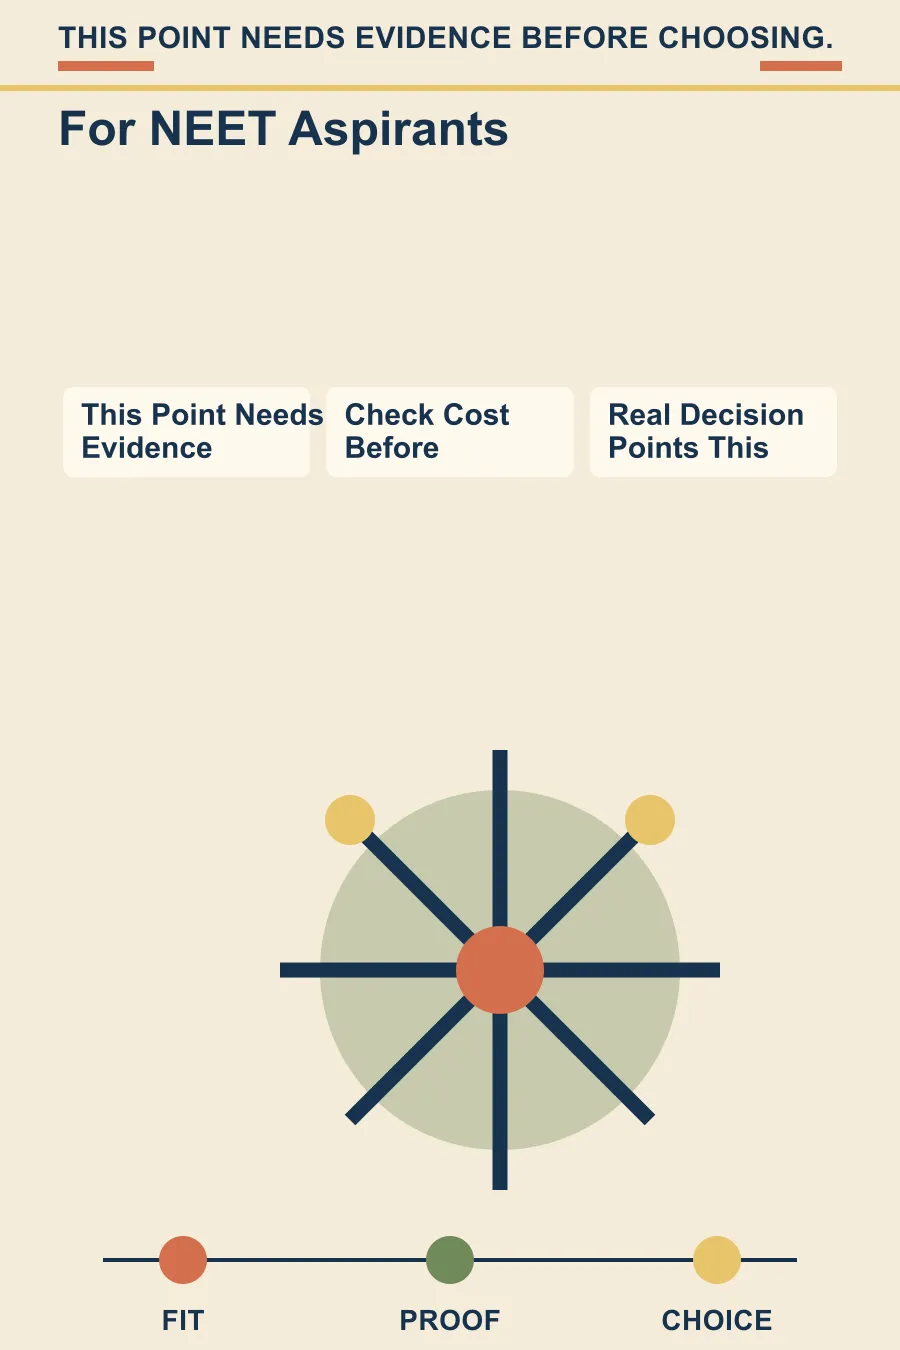 THIS POINT NEEDS EVIDENCE BEFORE CHOOSING.
For NEET Aspirants
This Point Needs
Evidence
Check Cost
Before
Real Decision
Points This
FIT
PROOF
CHOICE